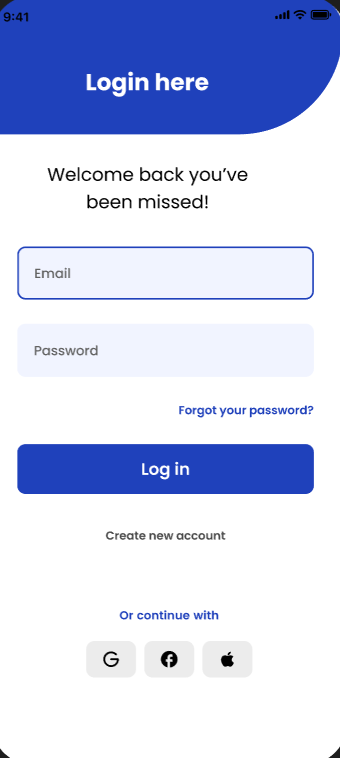 9:41
Login here
Welcome back you’ve
been missed!
Email
Password
Forgot your password?
Log in
Create new account
Or continue with